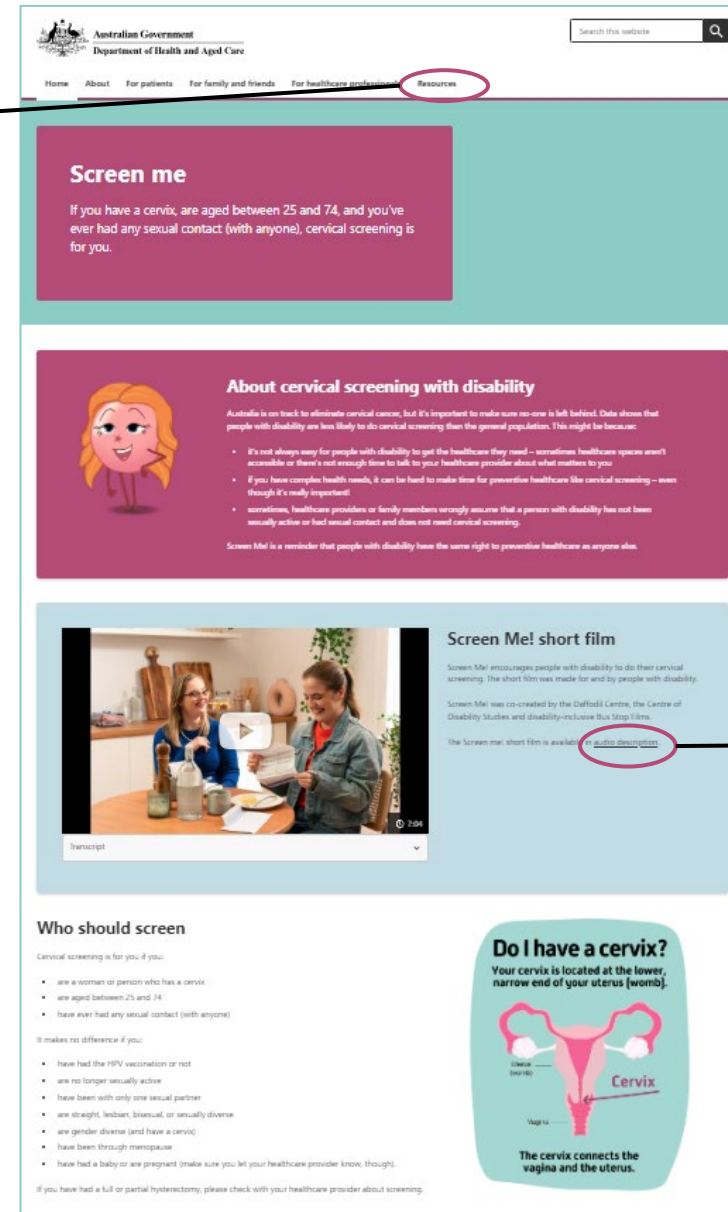 Australian Government
Department of Health and Aged Care
Search this website
Home About For patients For family and friends For healthcare professionals Resources
Screen me
If you have a cervix, are aged between 25 and 74, and you've
ever had any sexual contact (with anyone), cervical screening is
for you.
About cervical screening with disability
Australia is on track to eliminate cervical cancer, but it's important to make sure no-one is left behind. Data shows that
people with disability are less likely to do cervical screening than the general population. This might be because:
• it's not always easy for people with disability to get the healthcare they need – sometimes healthcare spaces aren't
accessible or there's not enough time to talk to your healthcare provider about what matters to you
• if you have complex health needs, it can be hard to make time for preventive healthcare like cervical screening – even
though it's really important!
• sometimes, healthcare providers or family members wrongly assume that a person with disability has not been
sexually active or had sexual contact and does not need cervical screening.
Screen Me! is a reminder that people with disability have the same right to preventive healthcare as anyone else.
Screen Me! short film
Screen Me! encourages people with disability to do their cervical
screening. The short film was made for and by people with disability.
Screen Me! was co-created by the Daffodil Centre, the Centre of
Disability Studies and disability-inclusive Bus Stop Films.
The Screen me! short film is available in audio description.
7:04
Transcript
Who should screen
Cervical screening is for you if you:
• are a woman or person who has a cervix
• are aged between 25 and 74
• have ever had any sexual contact (with anyone)
It makes no difference if you:
• have had the HPV vaccination or not
• are no longer sexually active
• have been with only one sexual partner
• are straight, lesbian, bisexual, or sexually diverse
• are gender diverse (and have a cervix)
• have been through menopause
• have had a baby or are pregnant (make sure you let your healthcare provider know, though).
If you have had a full or partial hysterectomy, please check with your healthcare provider about screening.
Do I have a cervix?
Your cervix is located at the lower,
narrow end of your uterus [womb].
Uterus
(womb)
Cervix
Vagina
The cervix connects the
vagina and the uterus.